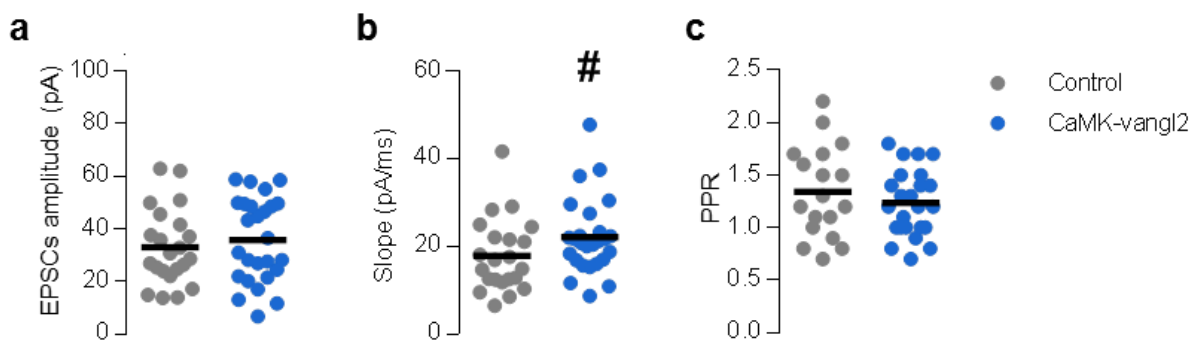 a
EPSCs amplitude (pA)
100
80
60
40
20
0
b
#
Slope (pA/ms)
60
40
20
0
c
PPR
2.5
2.0
1.5
1.0
0.5
0.0
Control
CaMK-vangl2